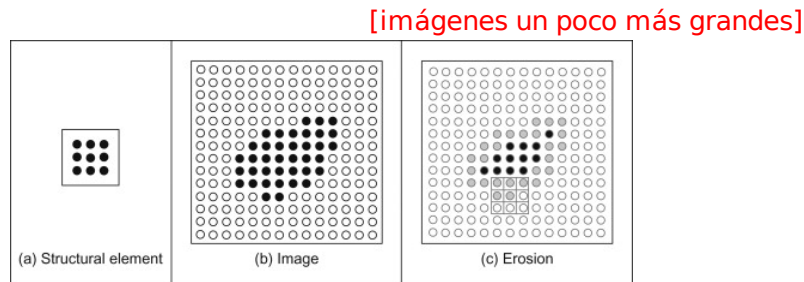 [imágenes un poco más grandes]
(a) Structural element
(b) Image
(c) Erosion